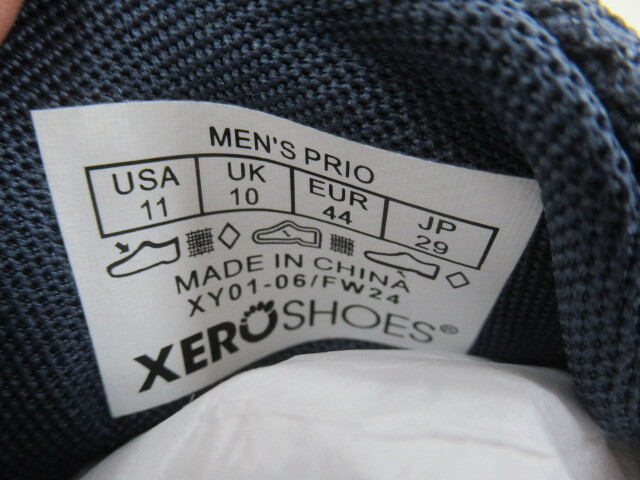 MEN'S PRIO
USA UK EUR JP
11 10 44 29
MADE IN CHINA
XY01-06/FW24
XEROSHOES®